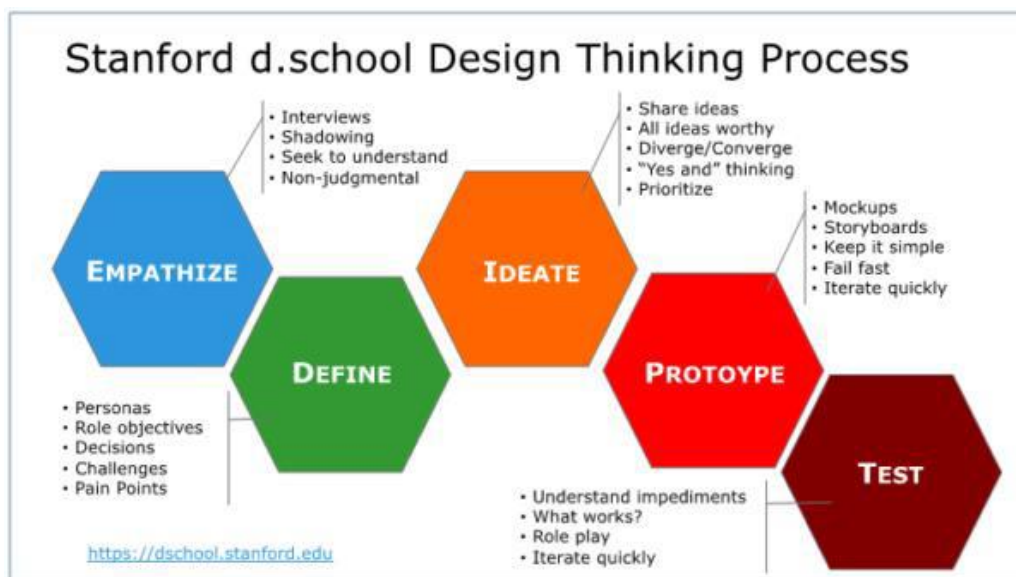 Stanford d.school Design Thinking Process
• Interviews
• Shadowing
• Seek to understand
• Non-judgmental
EMPATHIZE
• Personas
• Role objectives
• Decisions
• Challenges
• Pain Points
DEFINE
• Share ideas
• All ideas worthy
• Diverge/Converge
• "Yes and" thinking
• Prioritize
IDEATE
• Mockups
• Storyboards
• Keep it simple
• Fail fast
• Iterate quickly
PROTOYPE
• Understand impediments
• What works?
• Role play
• Iterate quickly
TEST
https://dschool.stanford.edu